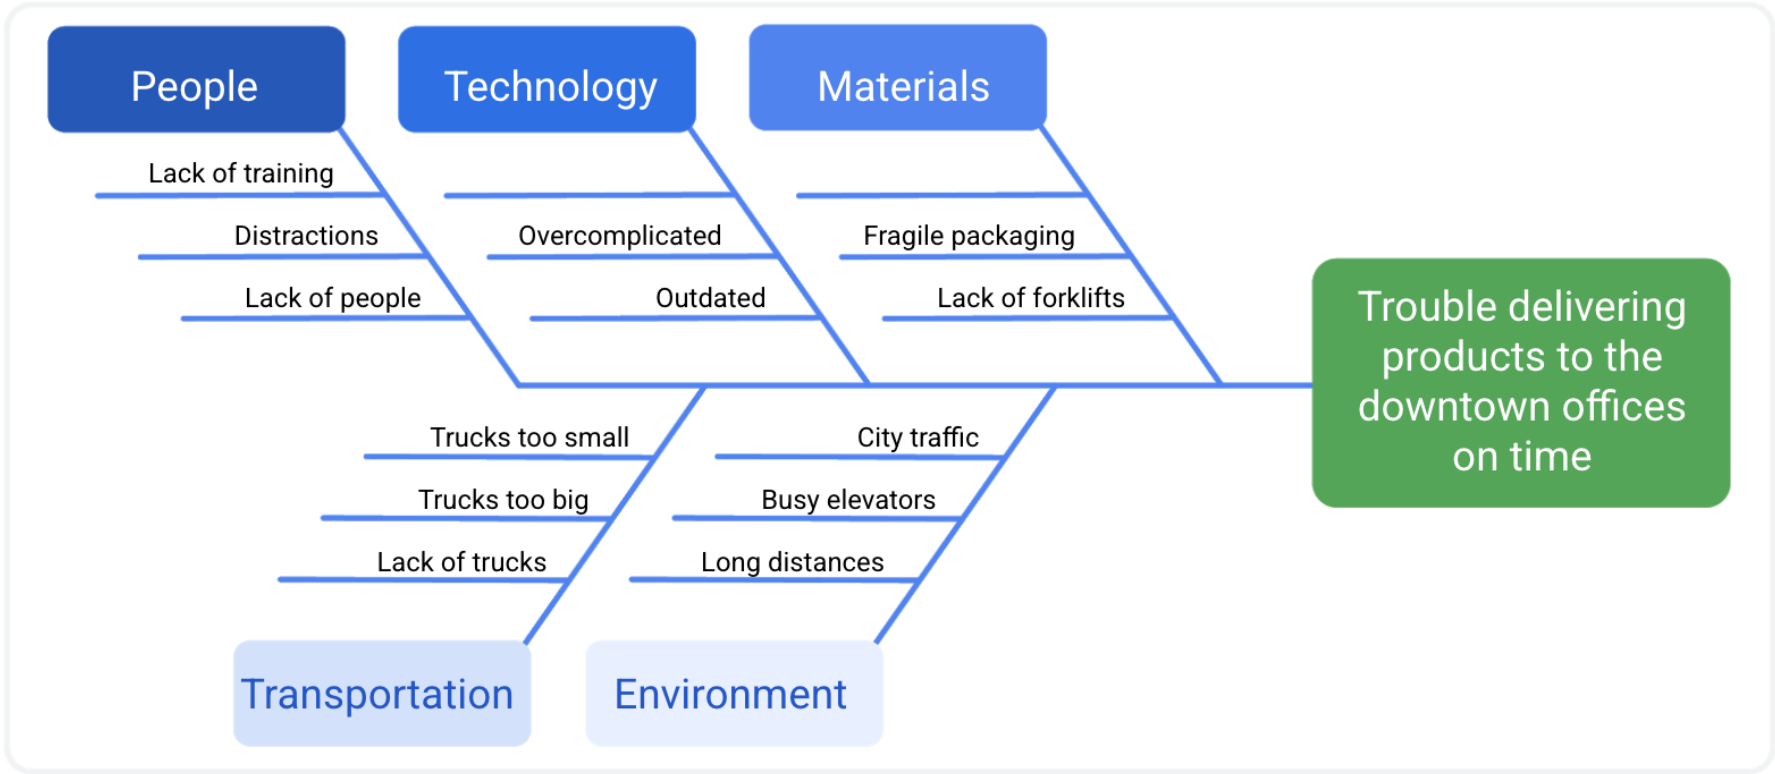 People
Technology
Materials
Lack of training
Distractions
Overcomplicated
Fragile packaging
Lack of people
Outdated
Lack of forklifts
Trouble delivering
products to the
downtown offices
on time
Trucks too small
City traffic
Trucks too big
Busy elevators
Lack of trucks
Long distances
Transportation
Environment